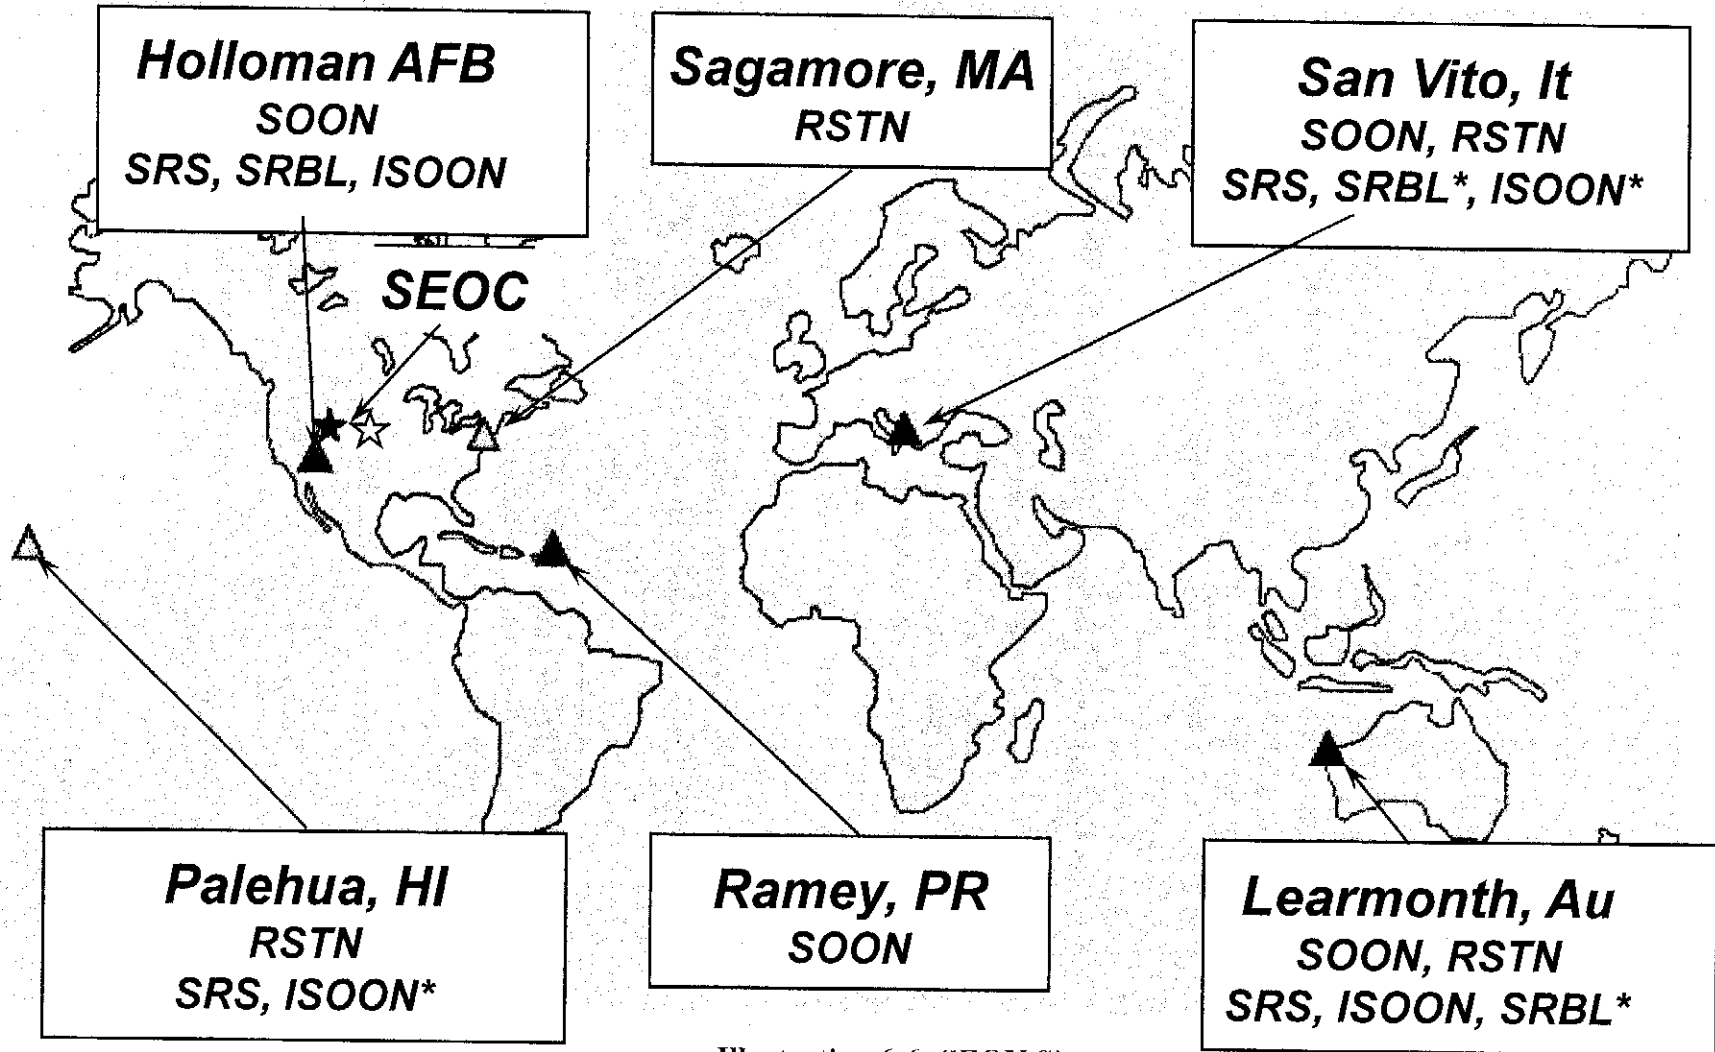 Holloman AFB
SOON
SRS, SRBL, ISOON
Sagamore, MA
RSTN
San Vito, It
SOON, RSTN
SRS, SRBL*, ISOON*
SEOC
Palehua, HI
RSTN
SRS, ISOON*
Ramey, PR
SOON
Learmonth, Au
SOON, RSTN
SRS, ISOON, SRBL*